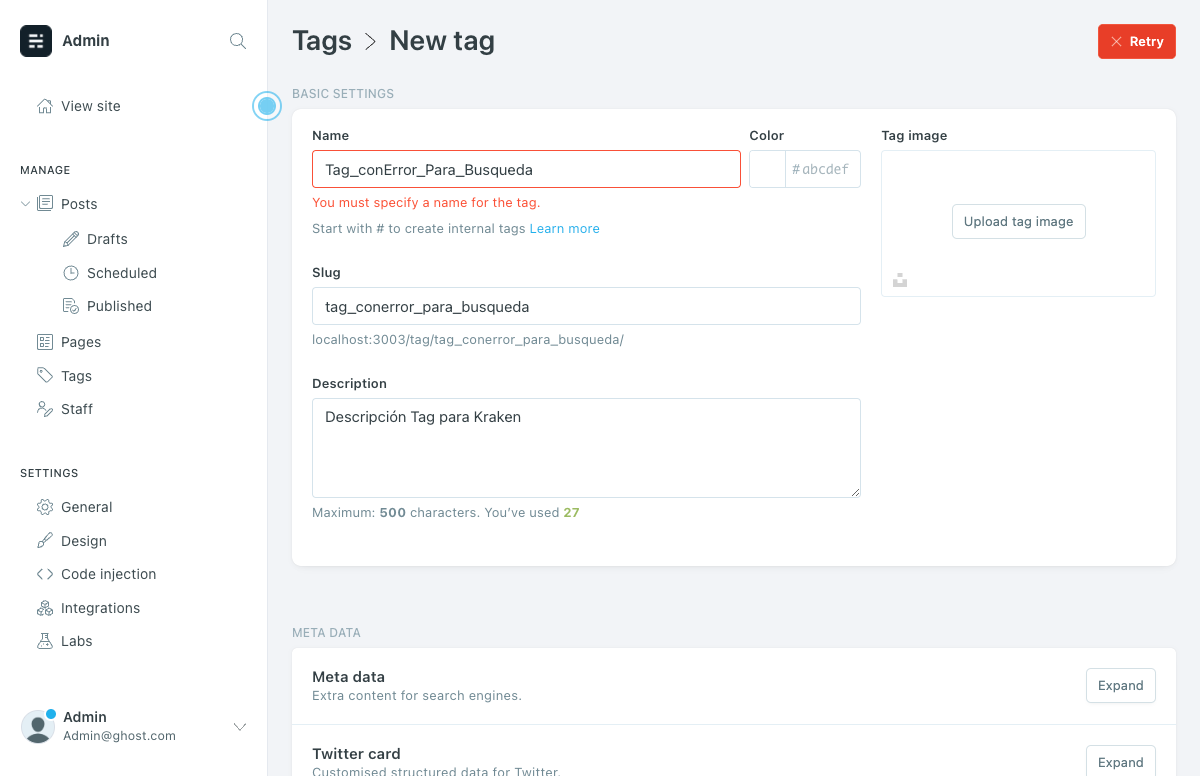 Admin
View site
MANAGE
Posts
Drafts
Scheduled
Published
Pages
Tags
Staff
SETTINGS
General
Design
Code injection
Integrations
Labs
Admin
Admin@ghost.com
Tags > New tag
Retry
BASIC SETTINGS
Name
Tag_conError_Para_Busqueda
You must specify a name for the tag.
Start with # to create internal tags Learn more
Color
#abcdef
Tag image
Upload tag image
Slug
tag_conerror_para_busqueda
localhost:3003/tag/tag_conerror_para_busqueda/
Description
Descripción Tag para Kraken
Maximum: 500 characters. You’ve used 27
META DATA
Meta data
Extra content for search engines.
Expand
Twitter card
Customised structured data for Twitter.
Expand